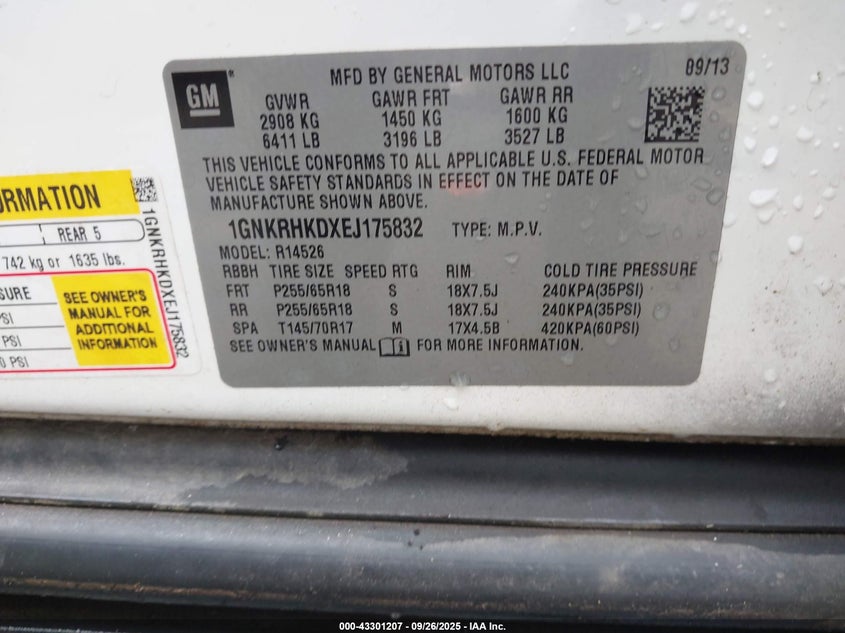 GM
®
MFD BY GENERAL MOTORS LLC
09/13
GVWR GAWR FRT GAWR RR
2908 KG 1450 KG 1600 KG
6411 LB 3196 LB 3527 LB
THIS VEHICLE CONFORMS TO ALL APPLICABLE U.S. FEDERAL MOTOR
VEHICLE SAFETY STANDARDS IN EFFECT ON THE DATE OF
MANUFACTURE SHOWN ABOVE.
1GNKRHKDXEJ175832 TYPE: M.P.V.
MODEL: R14526
RBBH TIRE SIZE SPEED RTG RIM COLD TIRE PRESSURE
FRT P255/65R18 S 18X7.5J 240KPA(35PSI)
RR P255/65R18 S 18X7.5J 240KPA(35PSI)
SPA T145/70R17 M 17X4.5B 420KPA(60PSI)
SEE OWNER'S MANUAL FOR MORE INFORMATION.
ORMATION
REAR 5
742 kg or 1635 lbs.
SURE
PSI
PSI
0 PSI
SEE OWNER'S
MANUAL FOR
ADDITIONAL
INFORMATION
1GNKRHKDXEJ175832
000-43301207 - 09/26/2025 - IAA Inc.